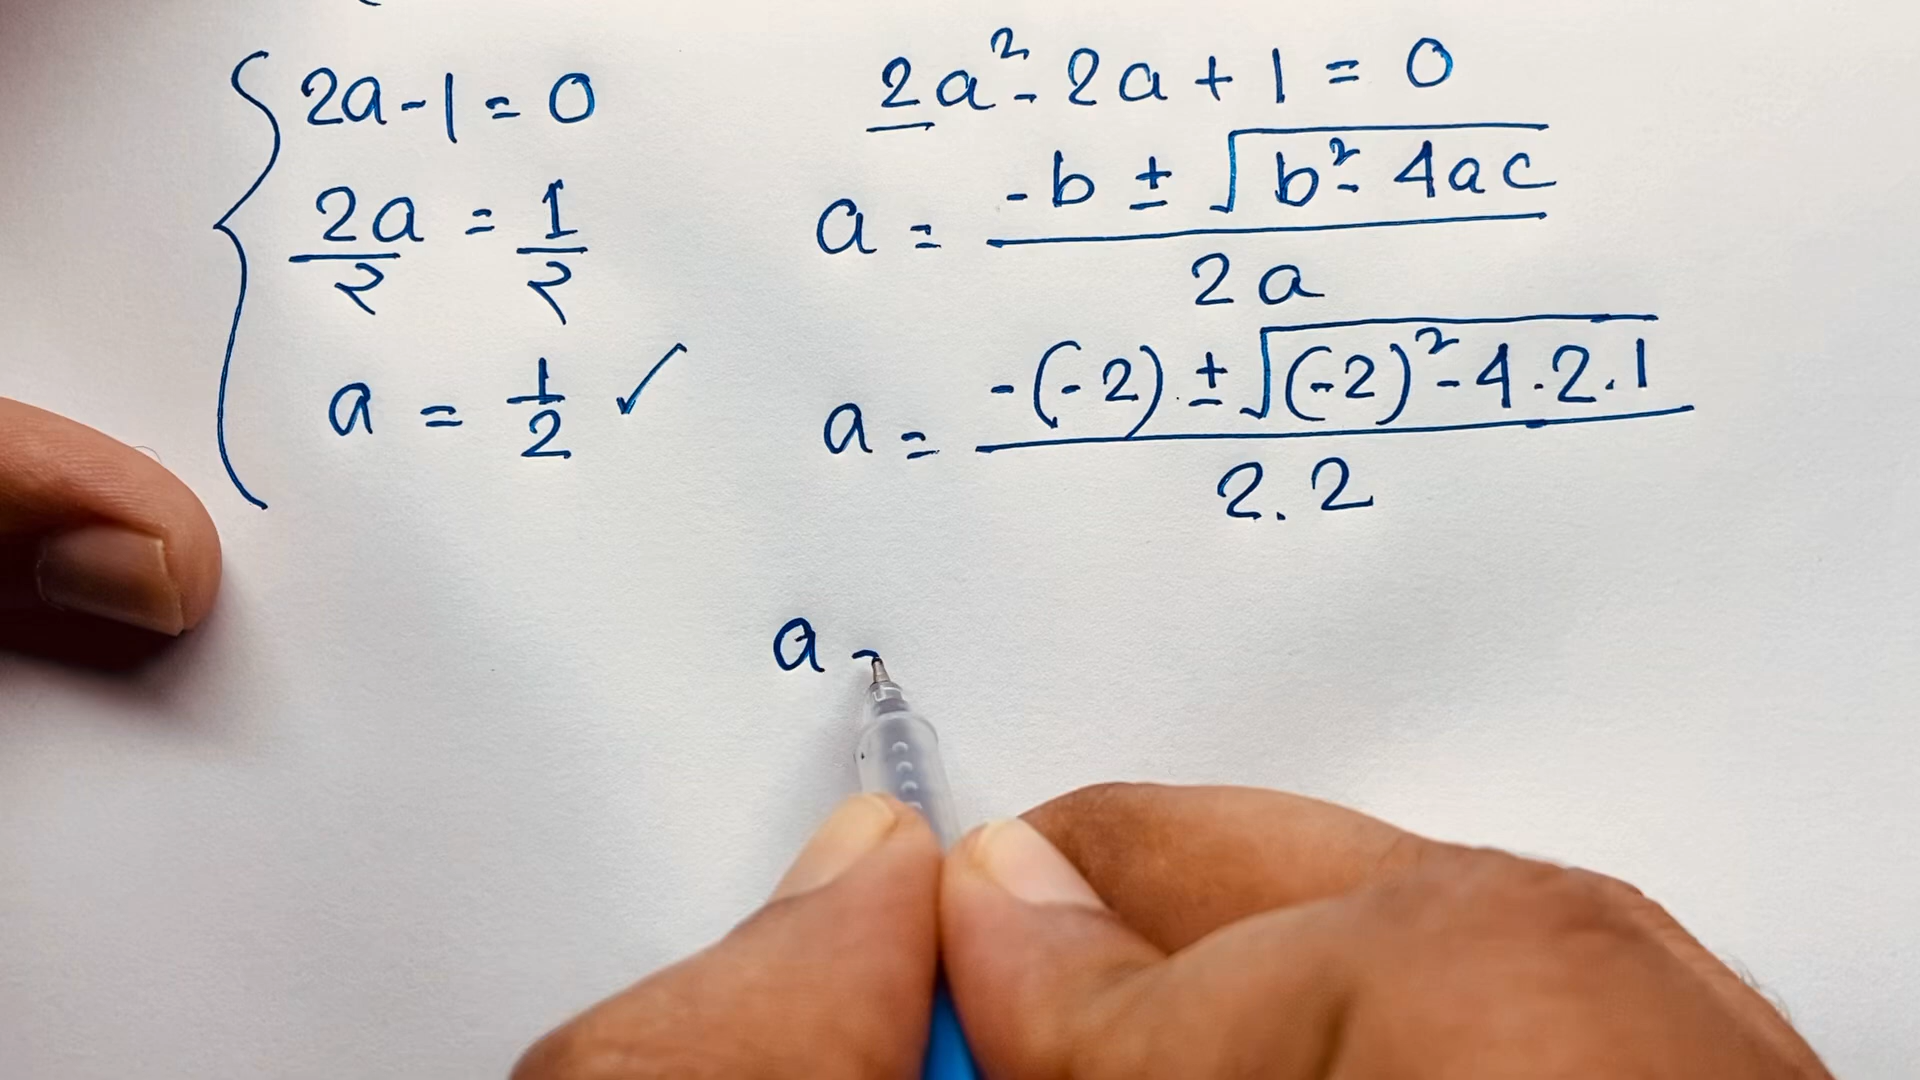 2a - 1 = 0
2a/2 = 1/2
a = 1/2 ✓
2a² - 2a + 1 = 0
a = (-b ± √(b² - 4ac))/2a
a = (-(-2) ± √((-2)² - 4.2.1))/2.2
a -